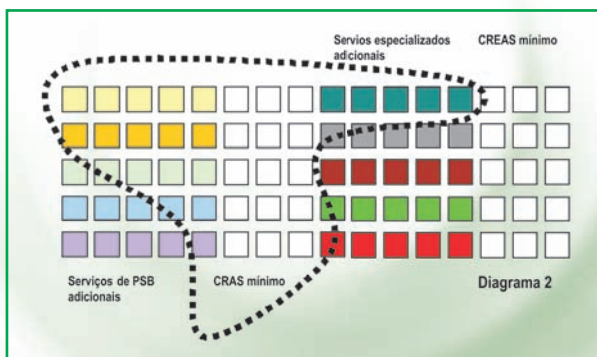 Servios especializados
adicionais
CREAS mínimo
Serviços de PSB
adicionais
CRAS mínimo
Diagrama 2